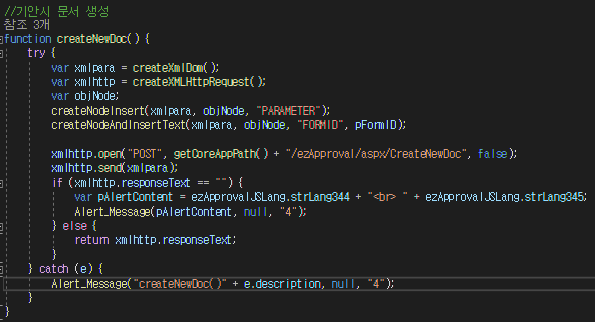 //기안시 문서 생성
참조 3개
function createNewDoc() {
try {
var xmlpara = createXmlDom();
var xmlhttp = createXMLHttpRequest();
var objNode;
createNodeInsert(xmlpara, objNode, "PARAMETER");
createNodeAndInsertText(xmlpara, objNode, "FORMID", pFormID);
xmlhttp.open("POST", getCoreAppPath() + "/ezApproval/aspx/CreateNewDoc", false);
xmlhttp.send(xmlpara);
if (xmlhttp.responseText == "") {
var pAlertContent = ezApprovalJSLang.strLang344 + "<br> " + ezApprovalJSLang.strLang345;
Alert_Message(pAlertContent, null, "4");
} else {
return xmlhttp.responseText;
}
} catch (e) {
Alert_Message("createNewDoc()" + e.description, null, "4");
}
}